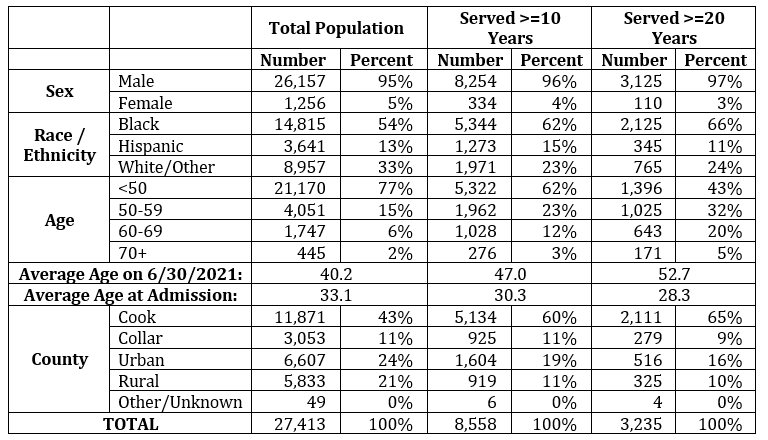 Total Population Served >=10 Years Served >=20 Years
Number Percent Number Percent Number Percent
Sex Male 26,157 95% 8,254 96% 3,125 97%
Female 1,256 5% 334 4% 110 3%
Race / Ethnicity Black 14,815 54% 5,344 62% 2,125 66%
Hispanic 3,641 13% 1,273 15% 345 11%
White/Other 8,957 33% 1,971 23% 765 24%
Age <50 21,170 77% 5,322 62% 1,396 43%
50-59 4,051 15% 1,962 23% 1,025 32%
60-69 1,747 6% 1,028 12% 643 20%
70+ 445 2% 276 3% 171 5%
Average Age on 6/30/2021: 40.2 47.0 52.7
Average Age at Admission: 33.1 30.3 28.3
County Cook 11,871 43% 5,134 60% 2,111 65%
Collar 3,053 11% 925 11% 279 9%
Urban 6,607 24% 1,604 19% 516 16%
Rural 5,833 21% 919 11% 325 10%
Other/Unknown 49 0% 6 0% 4 0%
TOTAL 27,413 100% 8,558 100% 3,235 100%